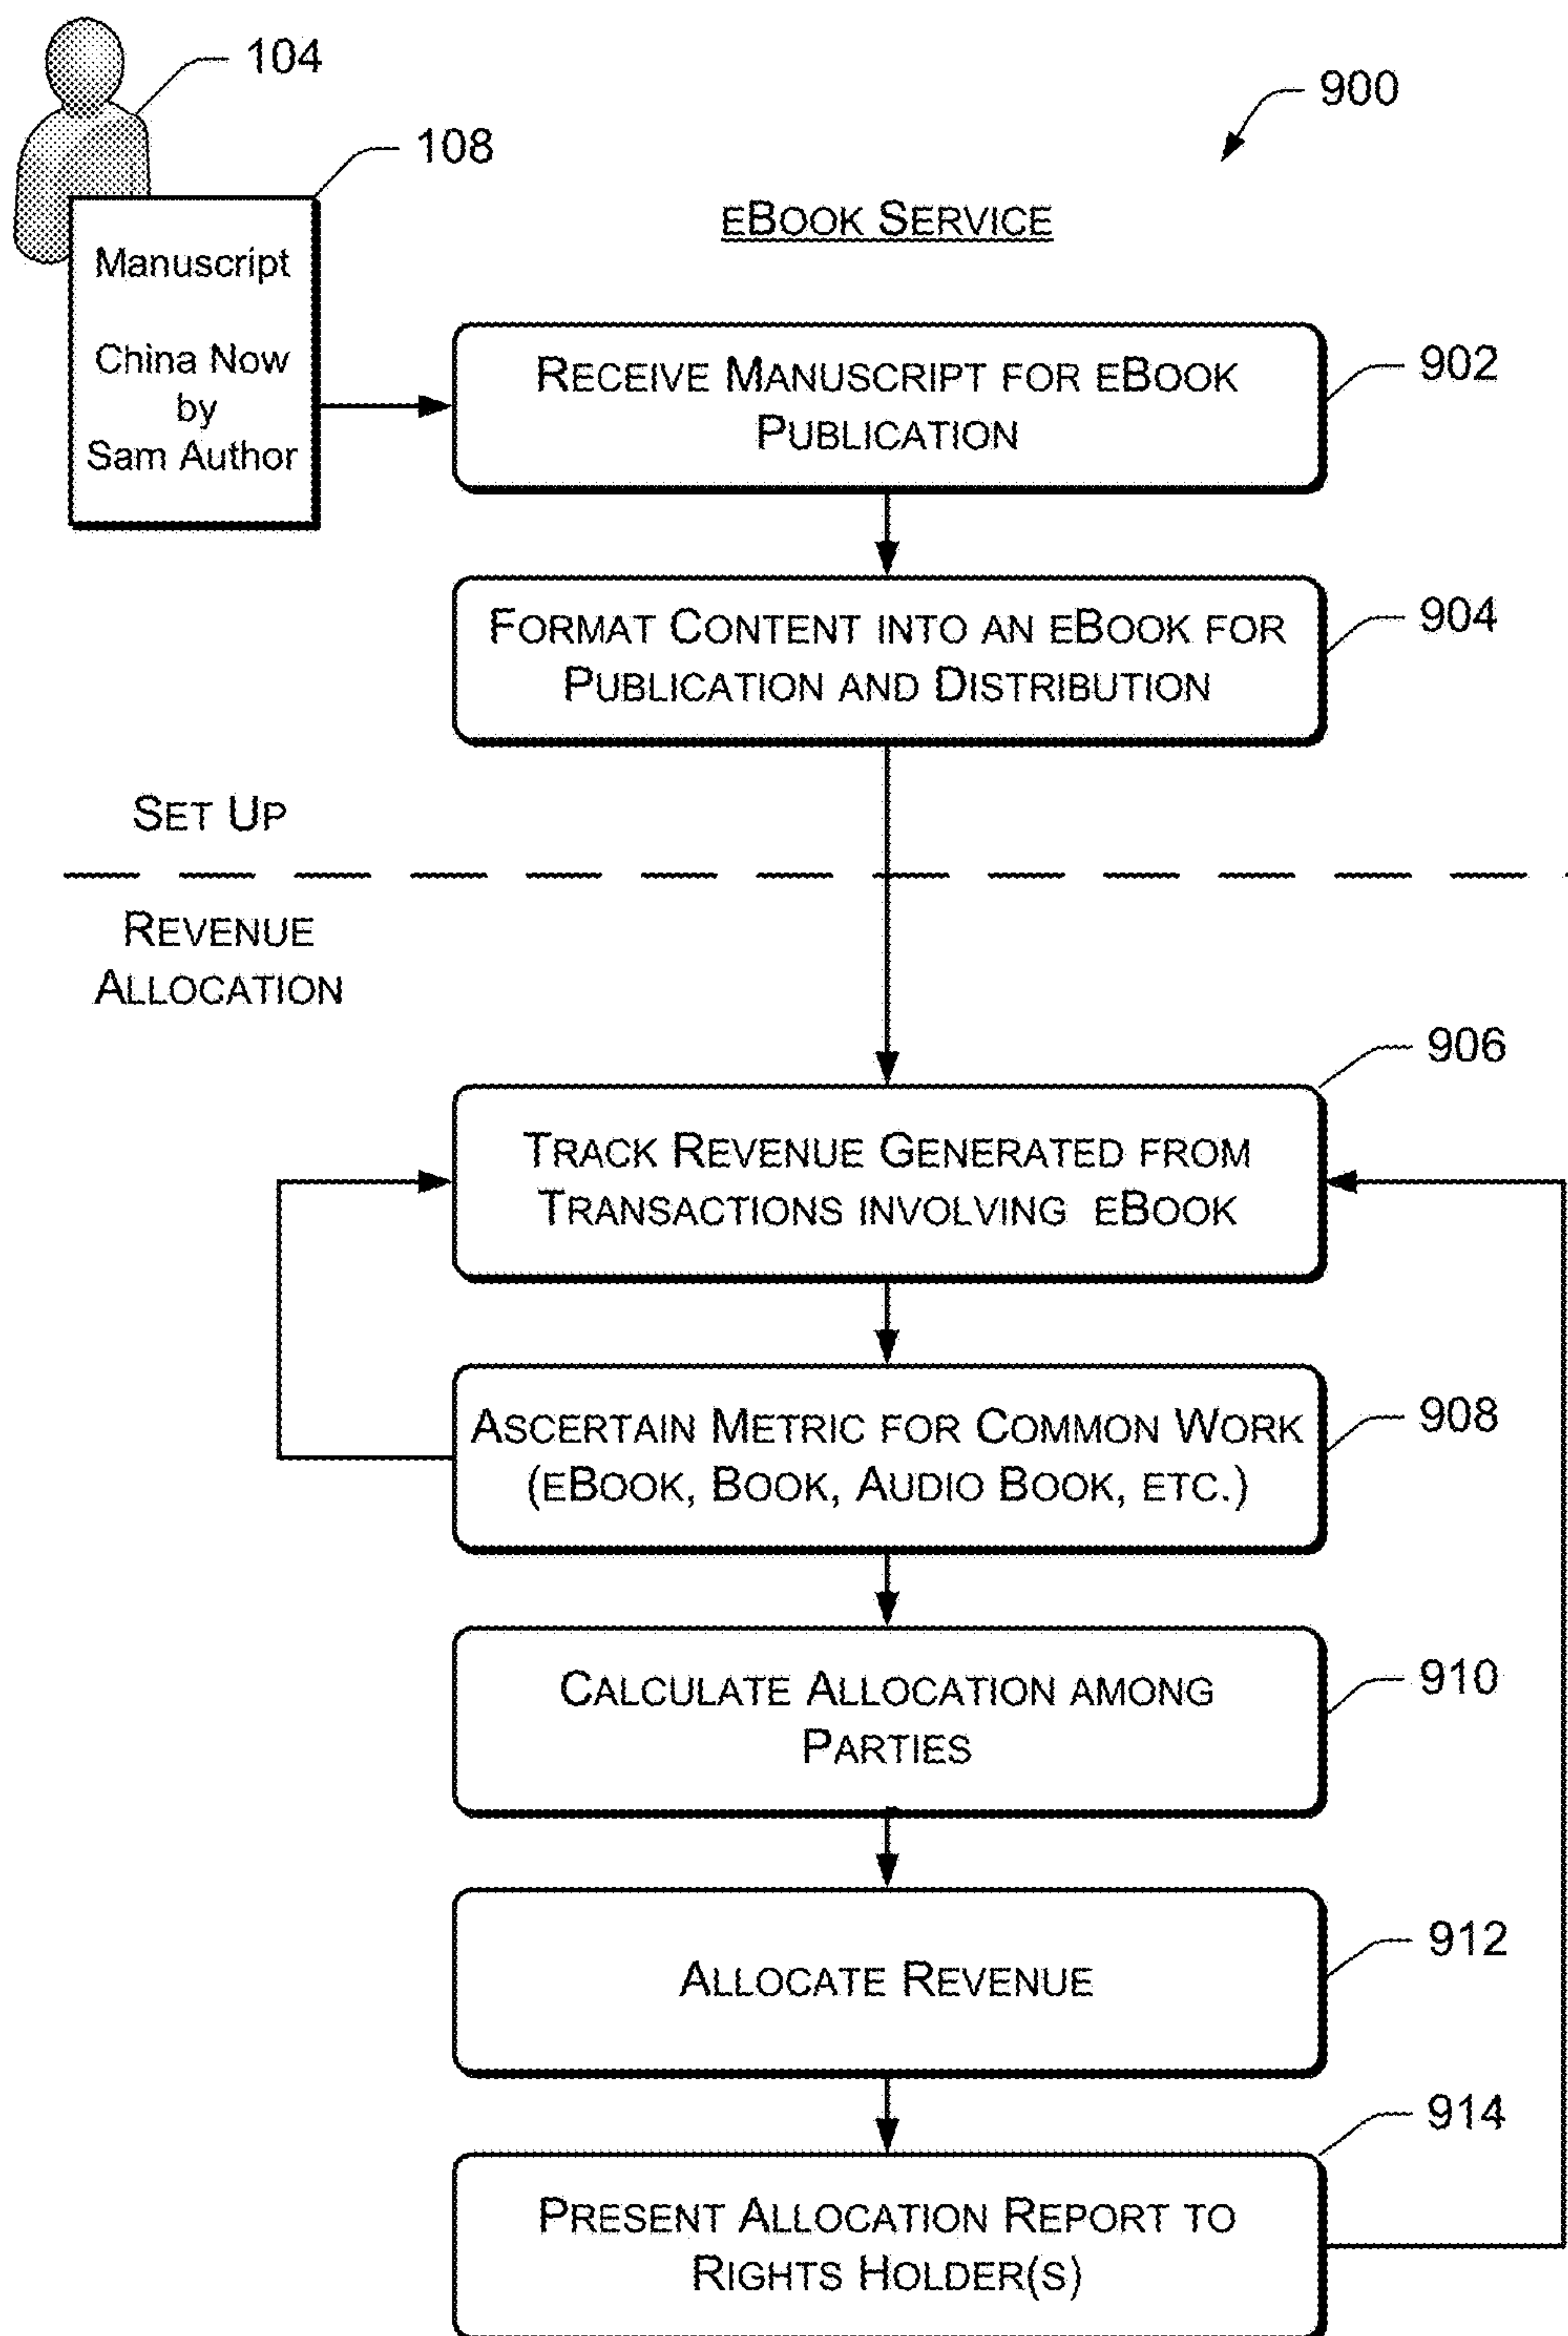 104
900
108
eBook Service
Manuscript
China Now
by
Sam Author
Receive Manuscript for eBook
Publication
902
Format Content into an eBook for
Publication and Distribution
904
Set Up
Revenue
Allocation
906
Track Revenue Generated from
Transactions involving eBook
Ascertain Metric for Common Work
(eBook, Book, Audio Book, etc.)
908
Calculate Allocation among
Parties
910
Allocate Revenue
912
914
Present Allocation Report to
Rights Holder(s)